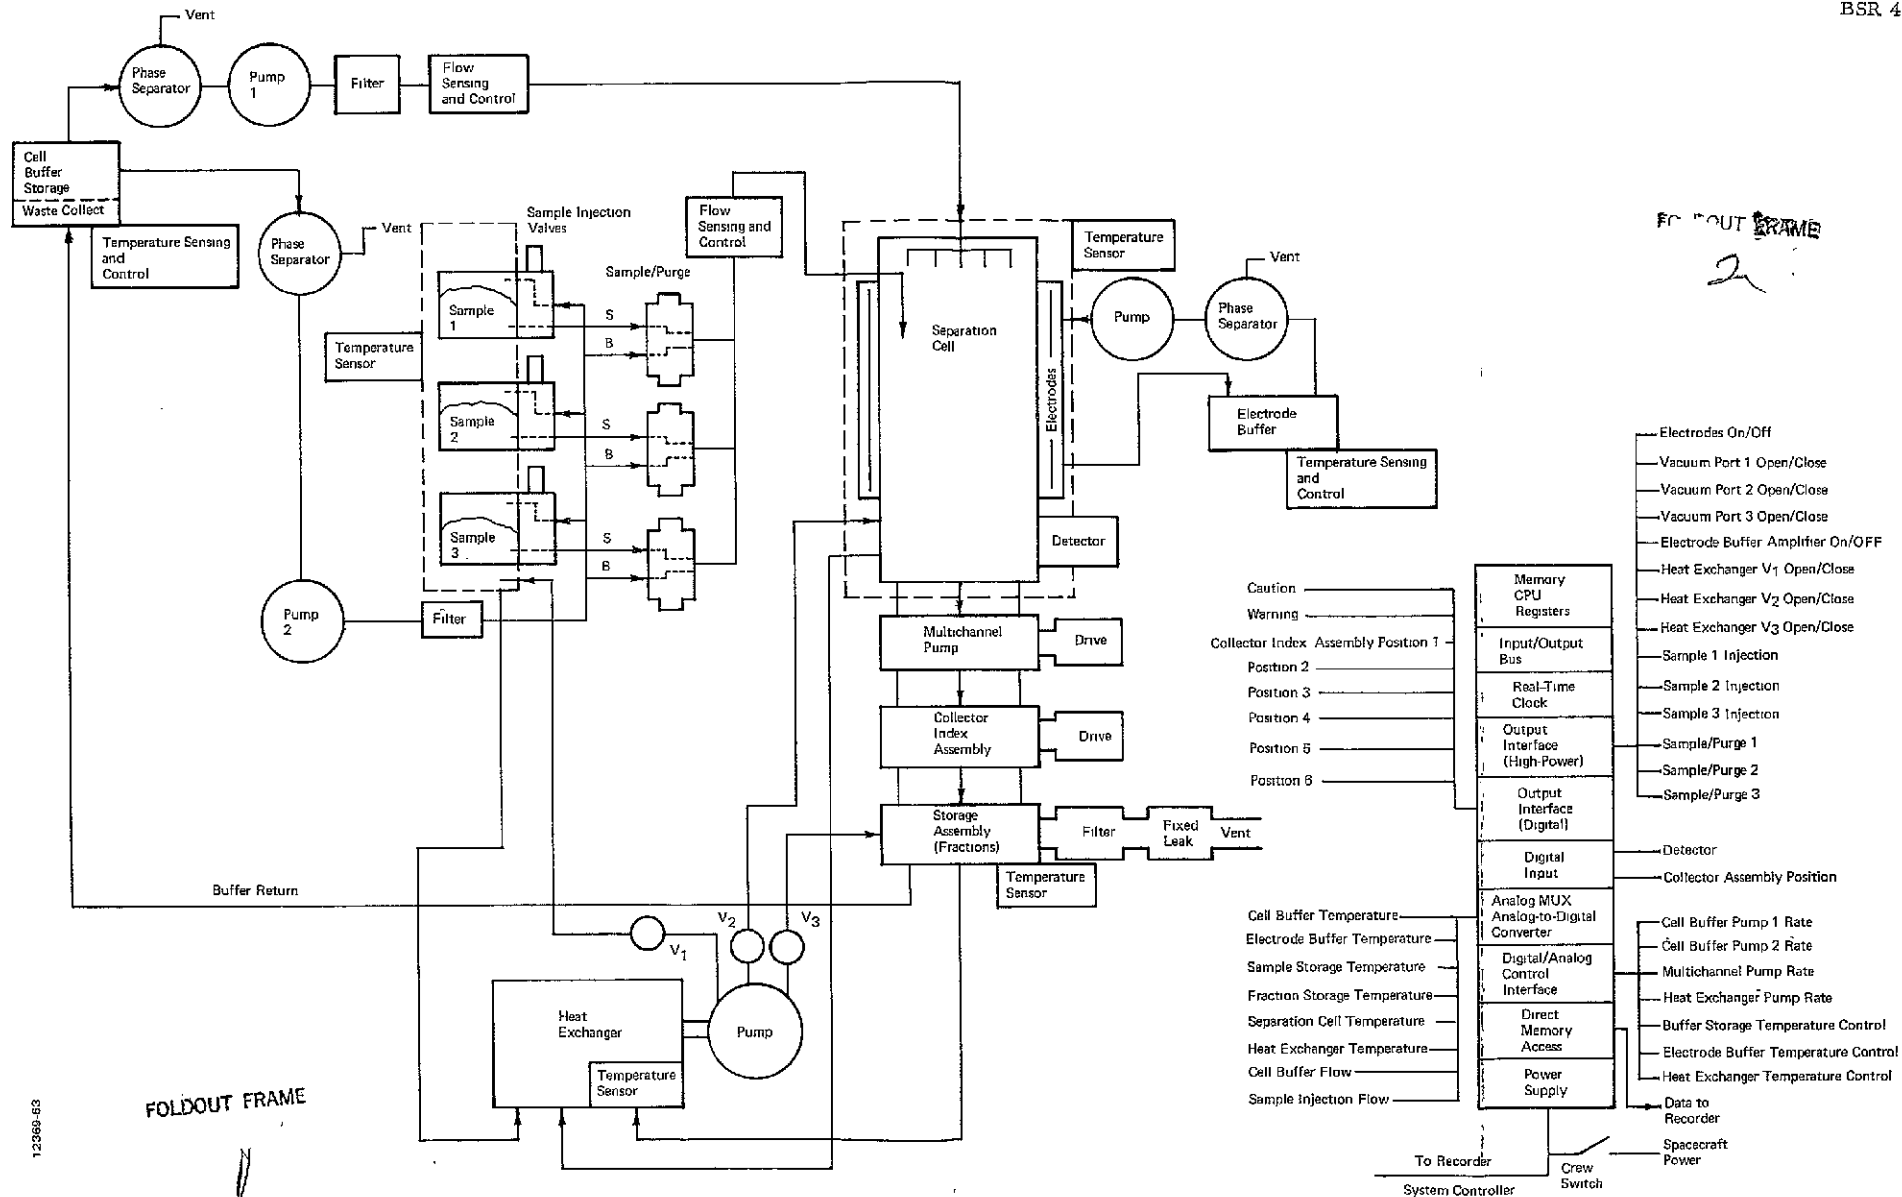 BSR 4
Vent
Phase
Separator
Pump
1
Filter
Flow
Sensing
and Control
Cell
Buffer
Storage
Waste Collect
Temperature Sensing
and
Control
Phase
Separator
Vent
Sample Injection
Valves
Sample/Purge
Flow
Sensing and
Control
Temperature
Sensor
Sample
1
S
B
Sample
2
S
B
Sample
3
S
B
Pump
2
Filter
Separation
Cell
Electrodes
Temperature
Sensor
Pump
Phase
Separator
Vent
Electrode
Buffer
Temperature Sensing
and
Control
Detector
Multichannel
Pump
Drive
Collector
Index
Assembly
Drive
Storage
Assembly
(Fractions)
Filter
Fixed
Leak
Vent
Temperature
Sensor
Buffer Return
V1
V2
V3
Heat
Exchanger
Temperature
Sensor
Pump
FOLDOUT FRAME
2
Caution
Warning
Collector Index Assembly Position 1
Position 2
Position 3
Position 4
Position 5
Position 6
Cell Buffer Temperature
Electrode Buffer Temperature
Sample Storage Temperature
Fraction Storage Temperature
Separation Cell Temperature
Heat Exchanger Temperature
Cell Buffer Flow
Sample Injection Flow
Memory
CPU
Registers
Input/Output
Bus
Real-Time
Clock
Output
Interface
(High-Power)
Output
Interface
(Digital)
Digital
Input
Analog MUX
Analog-to-Digital
Converter
Digital/Analog
Control
Interface
Direct
Memory
Access
Power
Supply
Electrodes On/Off
Vacuum Port 1 Open/Close
Vacuum Port 2 Open/Close
Vacuum Port 3 Open/Close
Electrode Buffer Amplifier On/OFF
Heat Exchanger V1 Open/Close
Heat Exchanger V2 Open/Close
Heat Exchanger V3 Open/Close
Sample 1 Injection
Sample 2 Injection
Sample 3 Injection
Sample/Purge 1
Sample/Purge 2
Sample/Purge 3
Detector
Collector Assembly Position
Cell Buffer Pump 1 Rate
Cell Buffer Pump 2 Rate
Multichannel Pump Rate
Heat Exchanger Pump Rate
Buffer Storage Temperature Control
Electrode Buffer Temperature Control
Heat Exchanger Temperature Control
Data to
Recorder
Spacecraft
Power
Crew
Switch
To Recorder
System Controller
FOLDOUT FRAME
1
12369-63